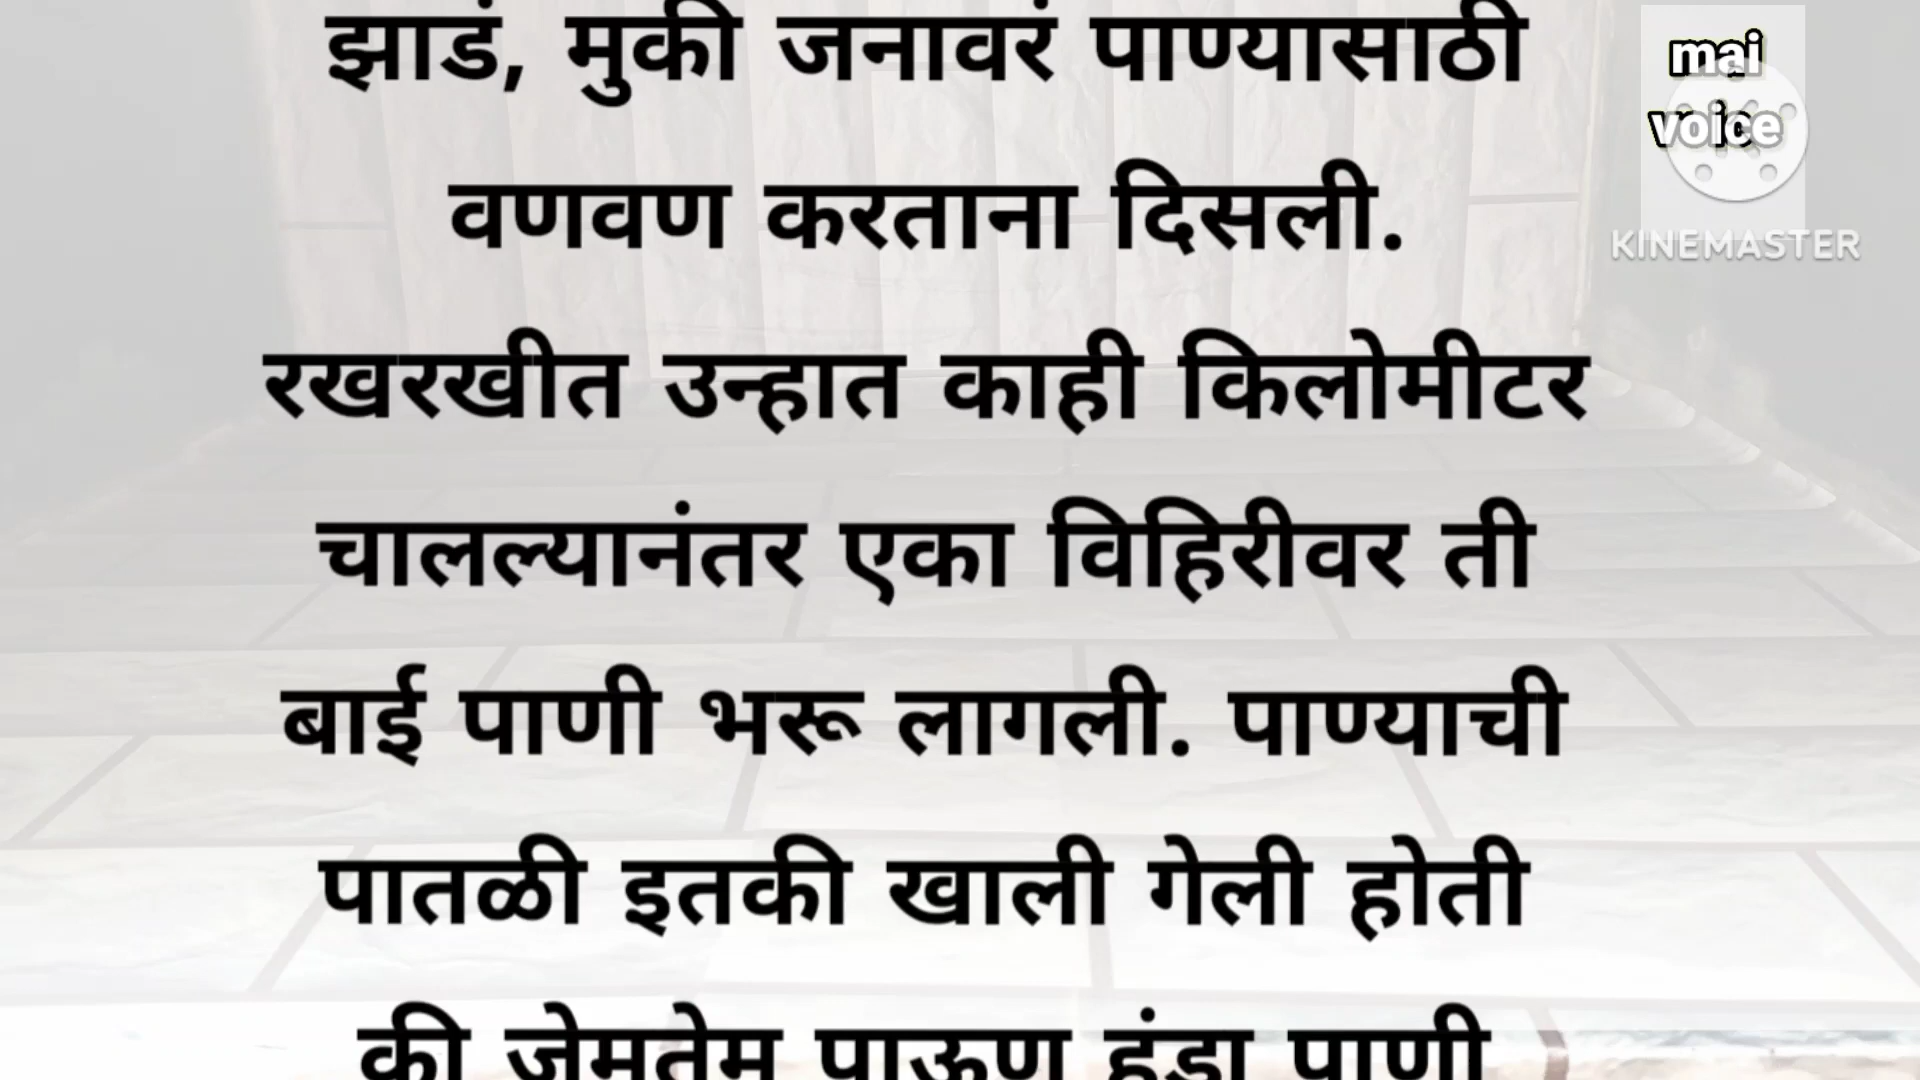 झाडं, मुकी जनावरं पाण्यासाठी
वणवण करताना दिसली.
रखरखीत उन्हात काही किलोमीटर
चालल्यानंतर एका विहिरीवर ती
बाई पाणी भरू लागली. पाण्याची
पातळी इतकी खाली गेली होती
की जेमतेम पाऊण हंडा पाणी
mai
voice
KINEMASTER